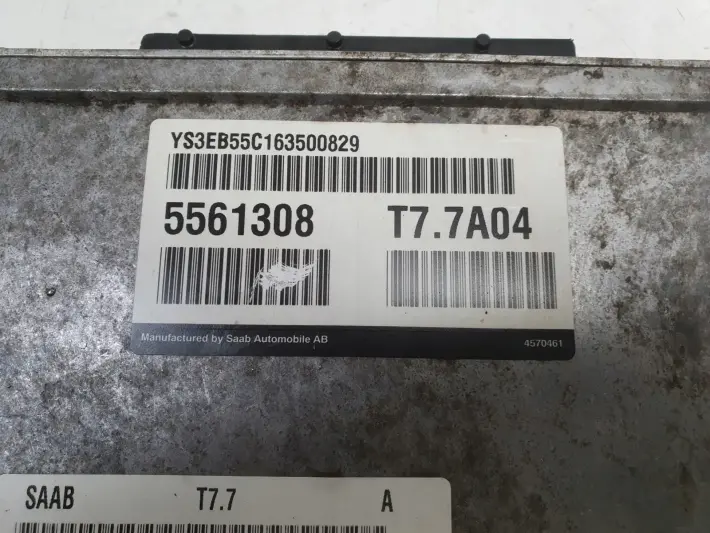 YS3EB55C163500829
5561308 T7.7A04
Manufactured by Saab Automobile AB 4570461
SAAB T7.7 A